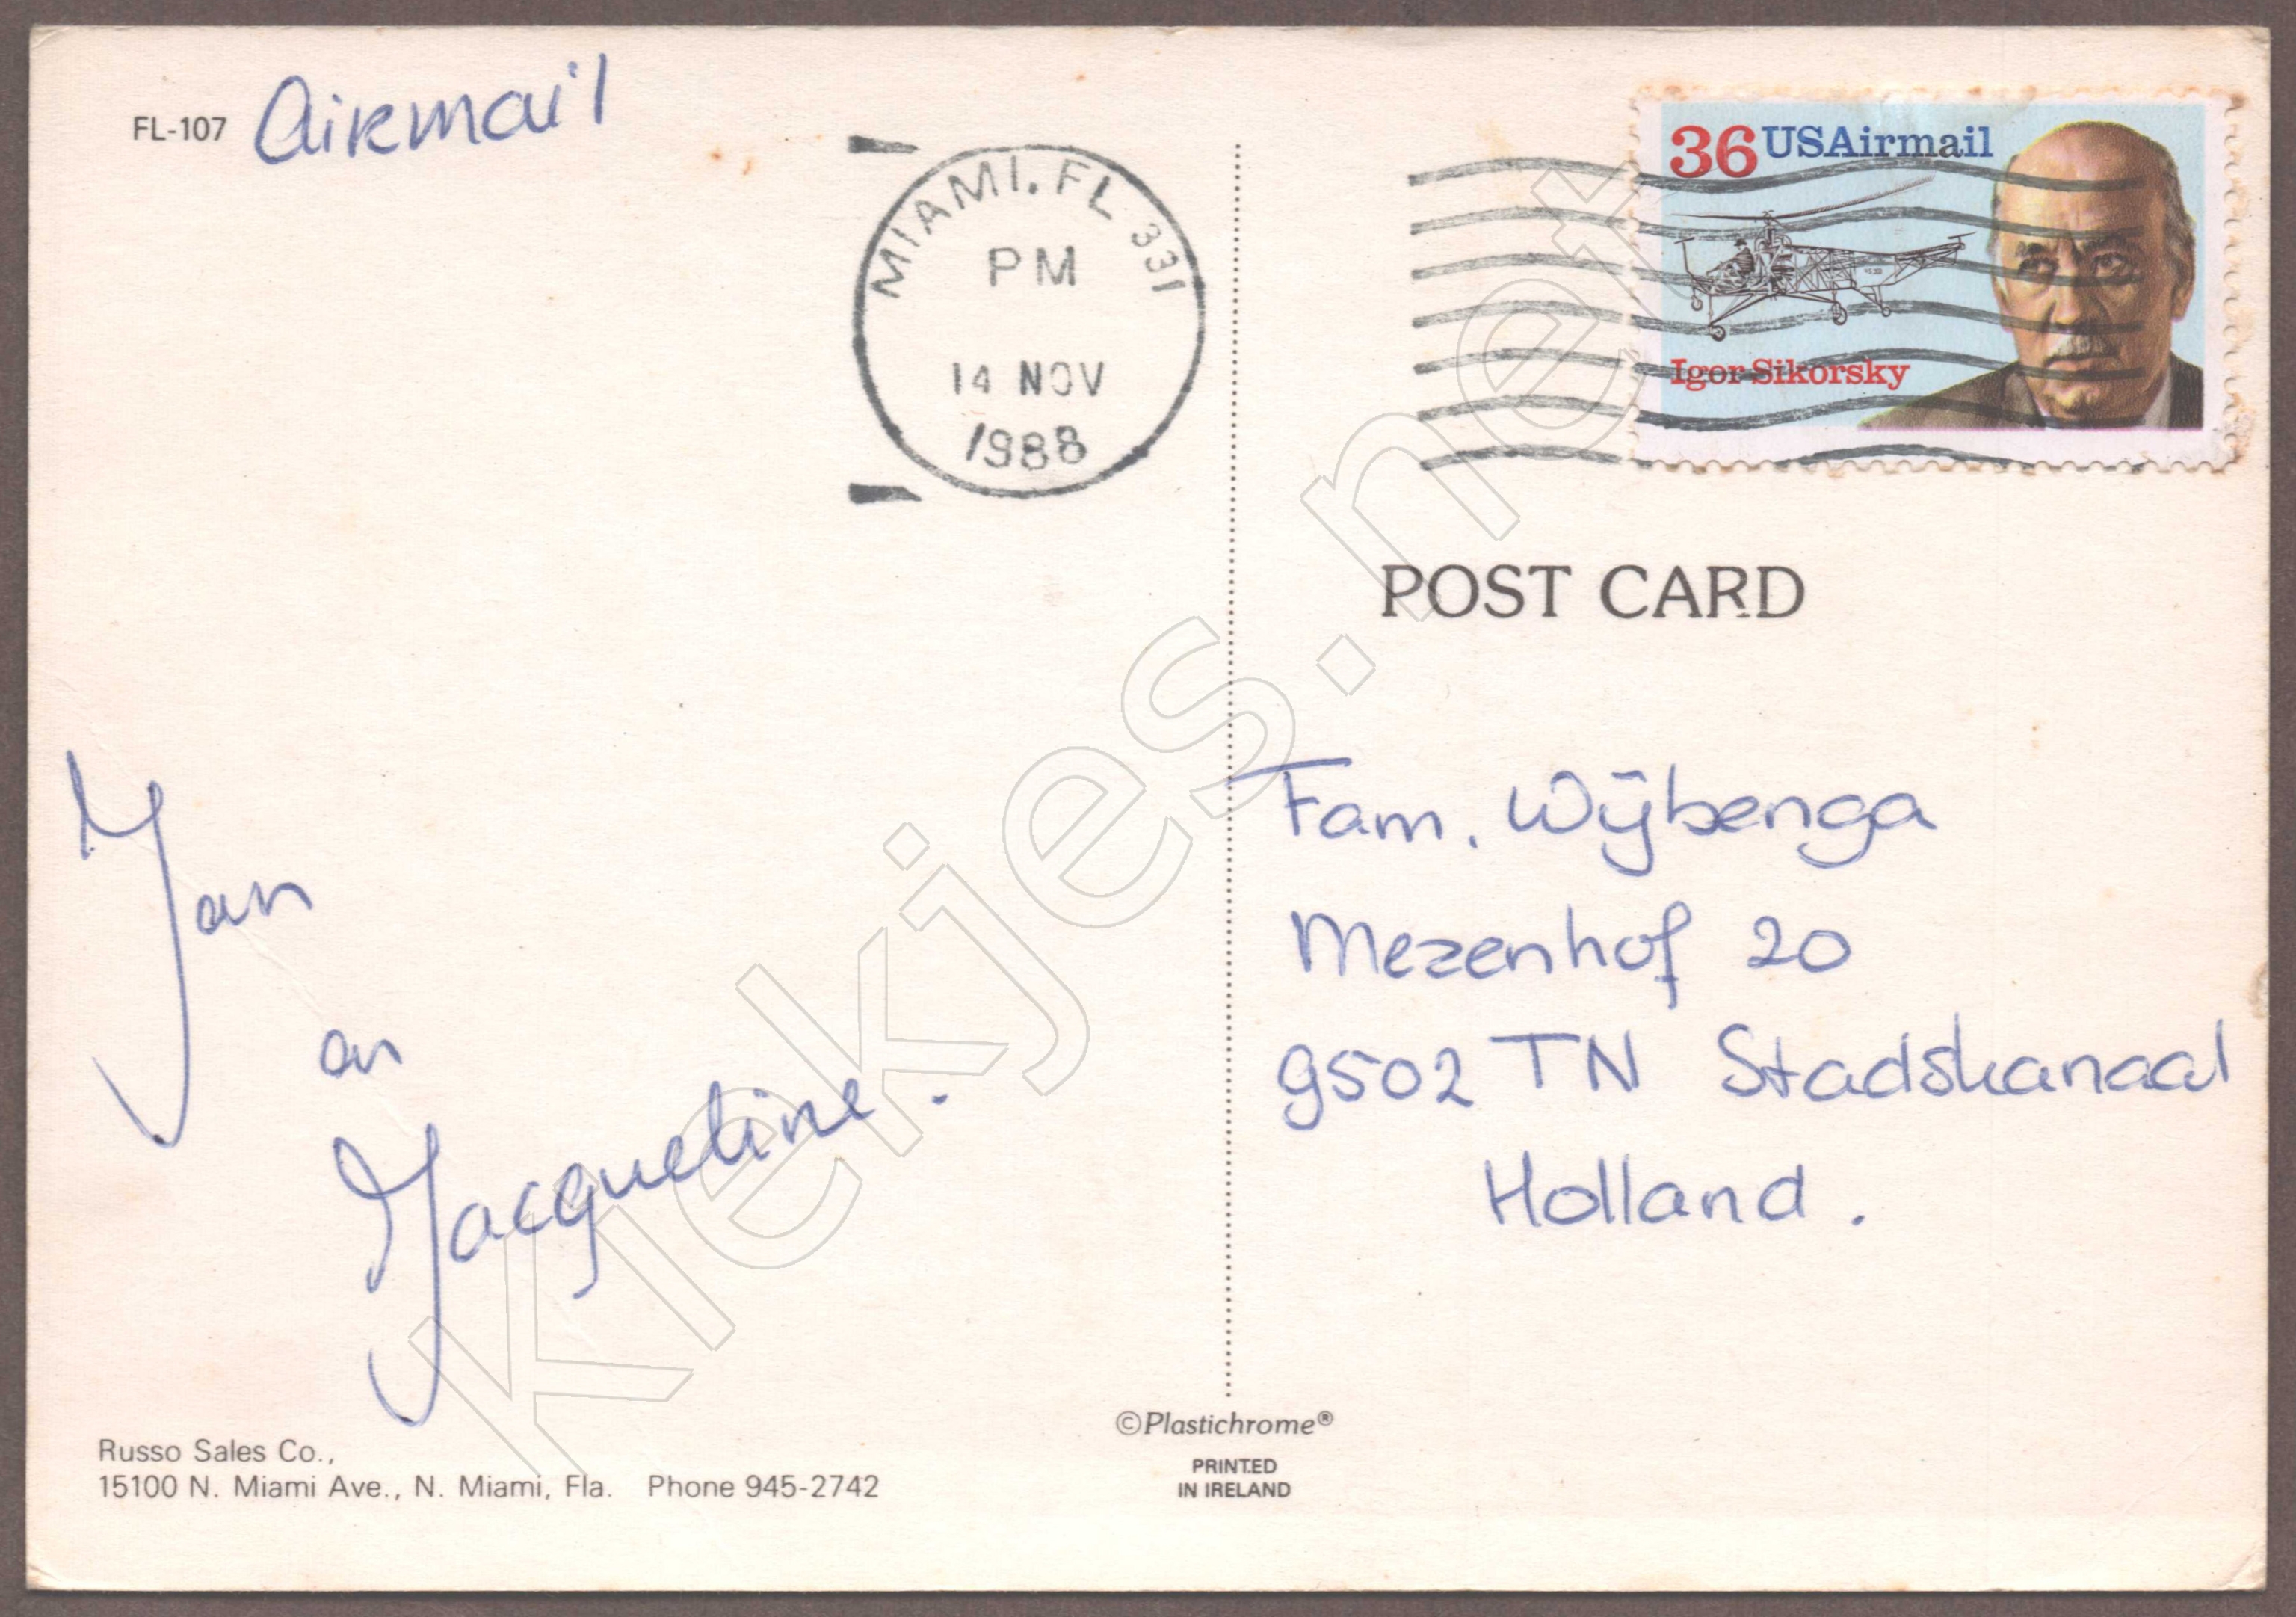 FL-107 Airmail
MIAMI, FL 331
PM
14 NOV
1988
36 USAirmail
Igor Sikorsky
POST CARD
Jan
en
Jacqueline.
Fam. Wijbenga
Mezenhof 20
9502 TN Stadskanaal
Holland.
Russo Sales Co.,
15100 N. Miami Ave., N. Miami, Fla. Phone 945-2742
©Plastichrome®
PRINTED
IN IRELAND
Kiekjes.net